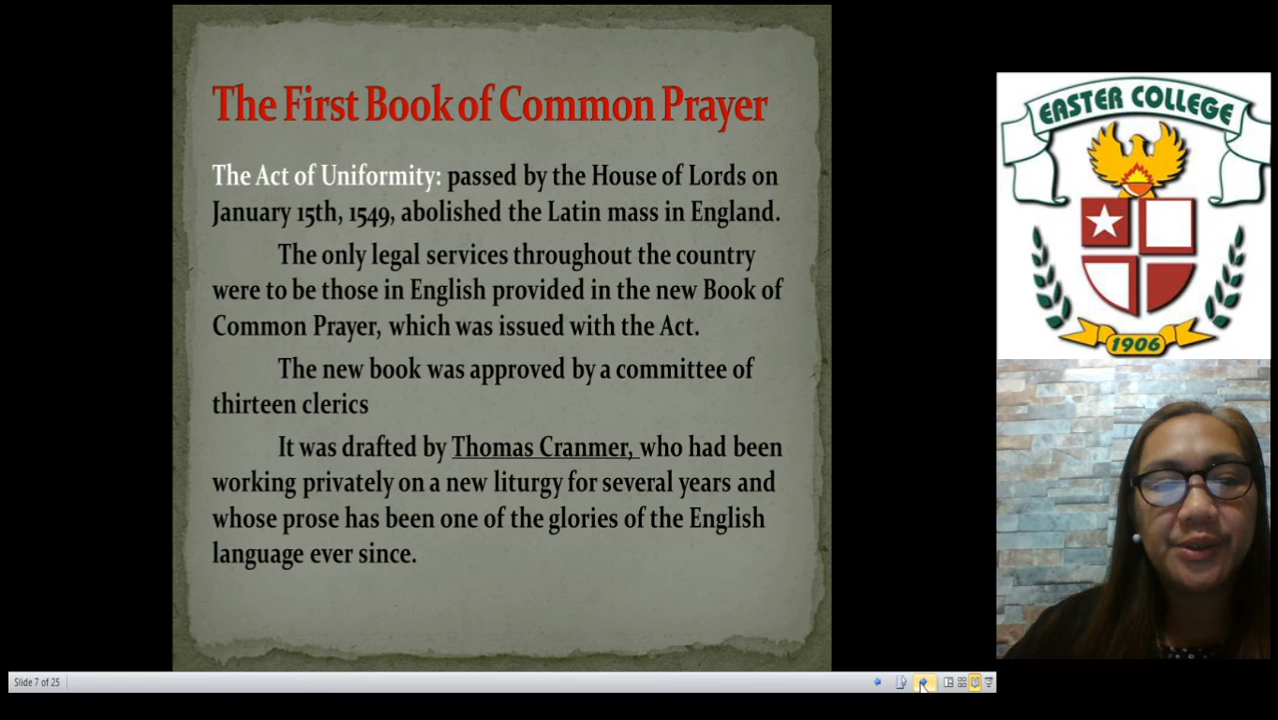 The First Book of Common Prayer
The Act of Uniformity: passed by the House of Lords on
January 15th, 1549, abolished the Latin mass in England.
The only legal services throughout the country
were to be those in English provided in the new Book of
Common Prayer, which was issued with the Act.
The new book was approved by a committee of
thirteen clerics
It was drafted by Thomas Cranmer, who had been
working privately on a new liturgy for several years and
whose prose has been one of the glories of the English
language ever since.
Slide 7 of 25
EASTER COLLEGE
1906